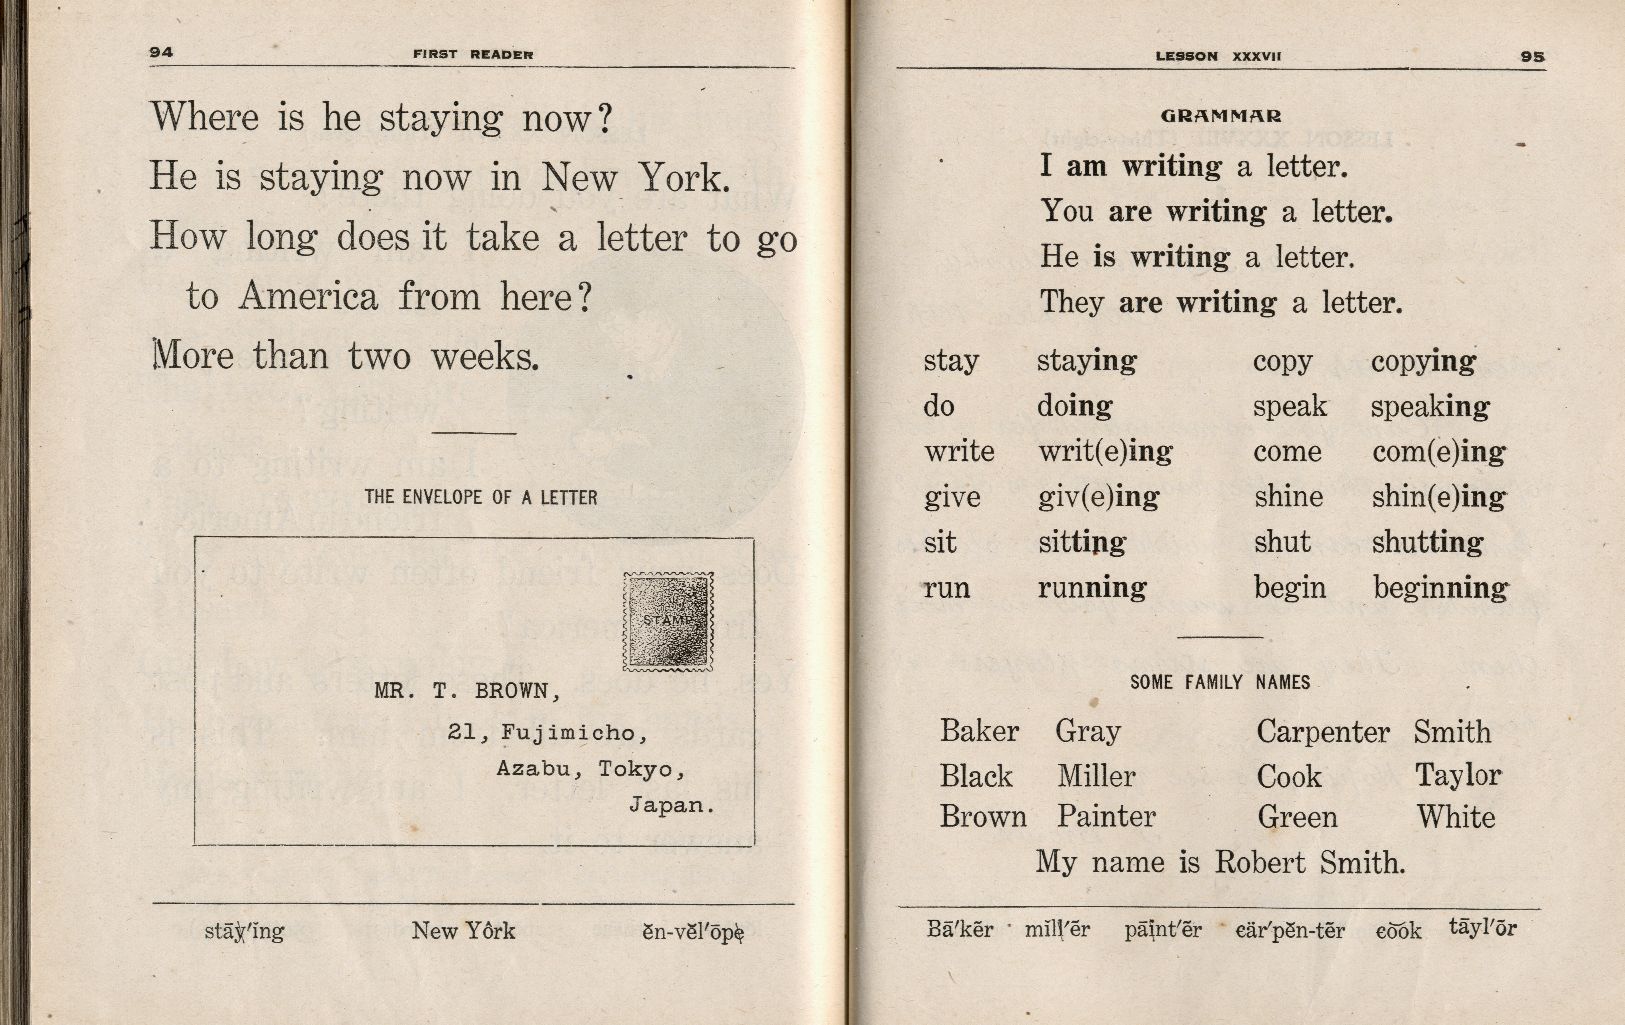 94 FIRST READER
Where is he staying now?
He is staying now in New York.
How long does it take a letter to go
to America from here?
More than two weeks.
THE ENVELOPE OF A LETTER
STAMP
MR. T. BROWN,
21, Fujimicho,
Azabu, Tokyo,
Japan.
stāy′ĭng New Yôrk ĕn-vĕl′ōpe
LESSON XXXVII 95
GRAMMAR
I am writing a letter.
You are writing a letter.
He is writing a letter.
They are writing a letter.
stay staying copy copying
do doing speak speaking
write writ(e)ing come com(e)ing
give giv(e)ing shine shin(e)ing
sit sitting shut shutting
run running begin beginning
SOME FAMILY NAMES
Baker Gray Carpenter Smith
Black Miller Cook Taylor
Brown Painter Green White
My name is Robert Smith.
Bā′kẽr mĭll′ẽr pāint′ẽr cär′pĕn-tẽr co͝ok tāyl′õr